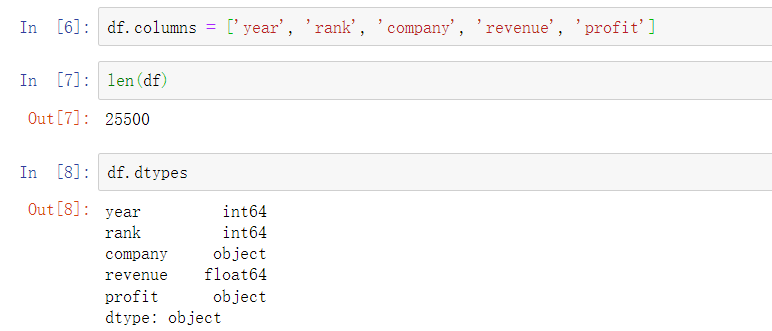 In [6]: df.columns = ['year', 'rank', 'company', 'revenue', 'profit']
In [7]: len(df)
Out[7]: 25500
In [8]: df.dtypes
Out[8]: year int64
rank int64
company object
revenue float64
profit object
dtype: object